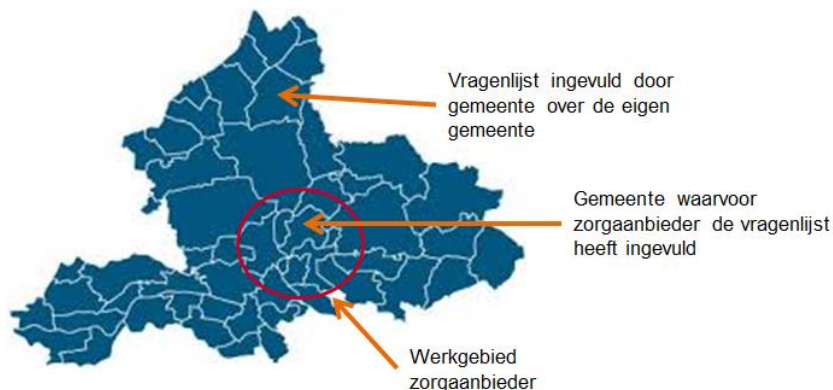 Vragenlijst ingevuld door
gemeente over de eigen
gemeente
Gemeente waarvoor
zorgaanbieder de vragenlijst
heeft ingevuld
Werkgebied
zorgaanbieder